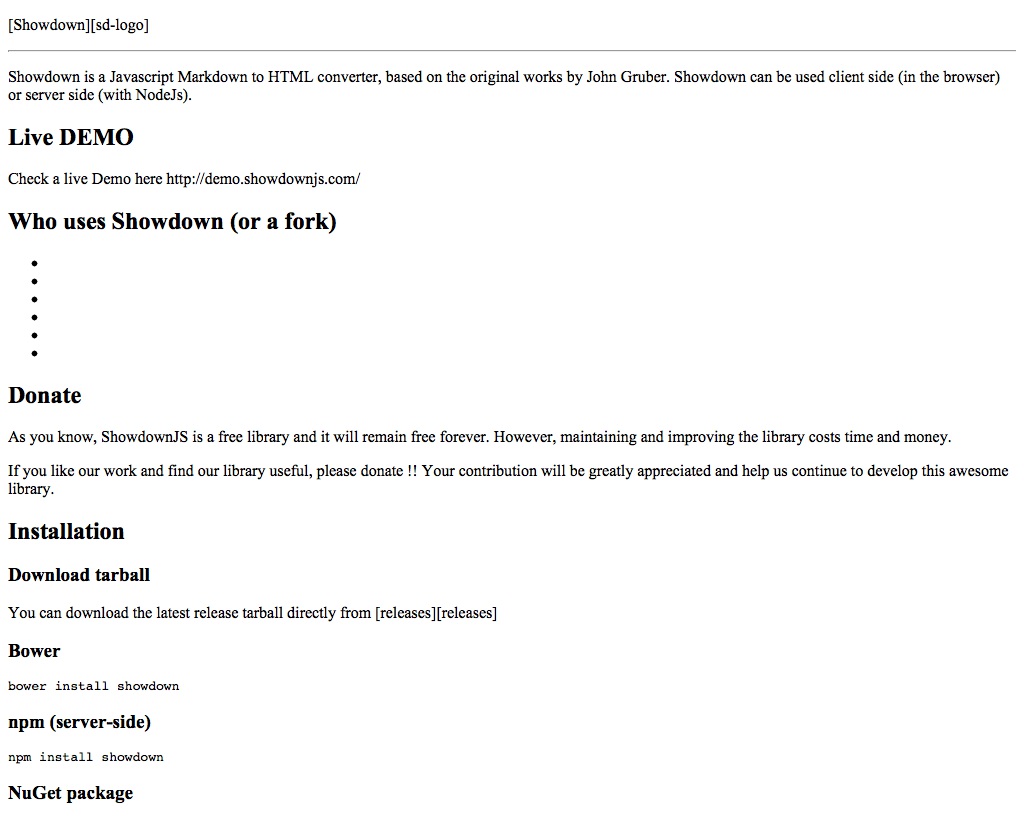 [Showdown][sd-logo]
Showdown is a Javascript Markdown to HTML converter, based on the original works by John Gruber. Showdown can be used client side (in the browser)
or server side (with NodeJs).
Live DEMO
Check a live Demo here http://demo.showdownjs.com/
Who uses Showdown (or a fork)
Donate
As you know, ShowdownJS is a free library and it will remain free forever. However, maintaining and improving the library costs time and money.
If you like our work and find our library useful, please donate !! Your contribution will be greatly appreciated and help us continue to develop this awesome
library.
Installation
Download tarball
You can download the latest release tarball directly from [releases][releases]
Bower
bower install showdown
npm (server-side)
npm install showdown
NuGet package